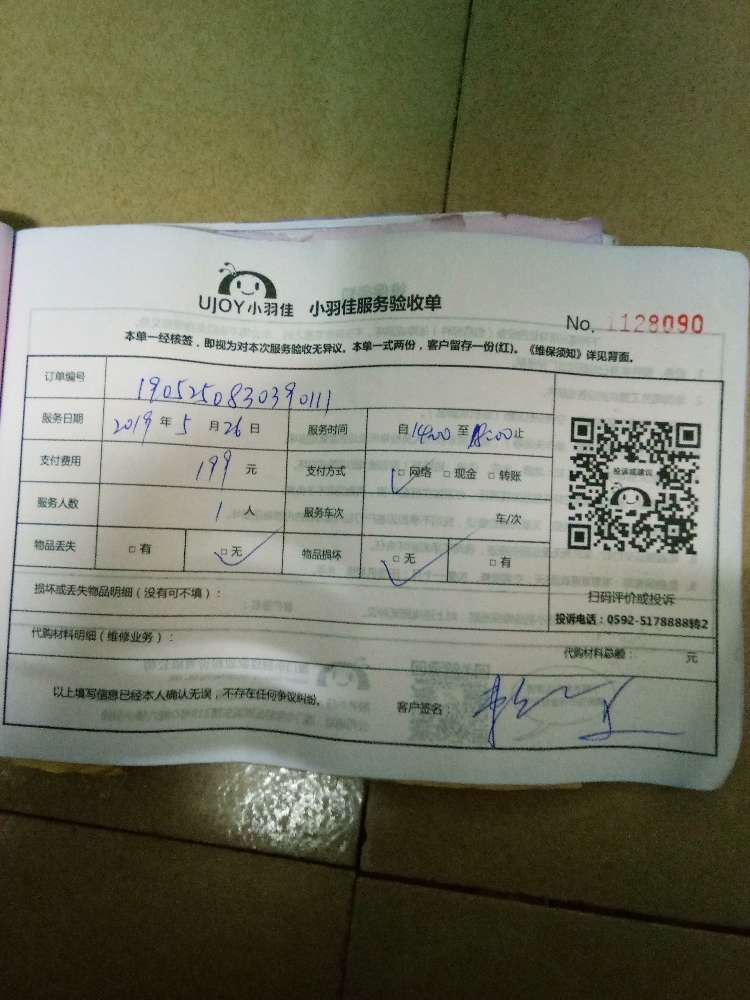 UJOY小羽佳 小羽佳服务验收单
No. 1128090
本单一经核签，即视为对本次服务验收无异议。本单一式两份，客户留存一份(红)。《维保须知》详见背面。
订单编号 1905250830390111
服务日期 2019年5月26日 服务时间 自14:00至18:00止
支付费用 199元 支付方式 □网络 □现金 □转账
服务人数 1人 服务车次 车/次
物品丢失 □有 □无 物品损坏 □无 □有
投诉或建议
扫码评价或投诉
投诉电话：0592-5178888转2
损坏或丢失物品明细（没有可不填）：
代购材料明细（维修业务）： 代购材料总额： 元
以上填写信息已经本人确认无误，不存在任何争议纠纷。 客户签名：